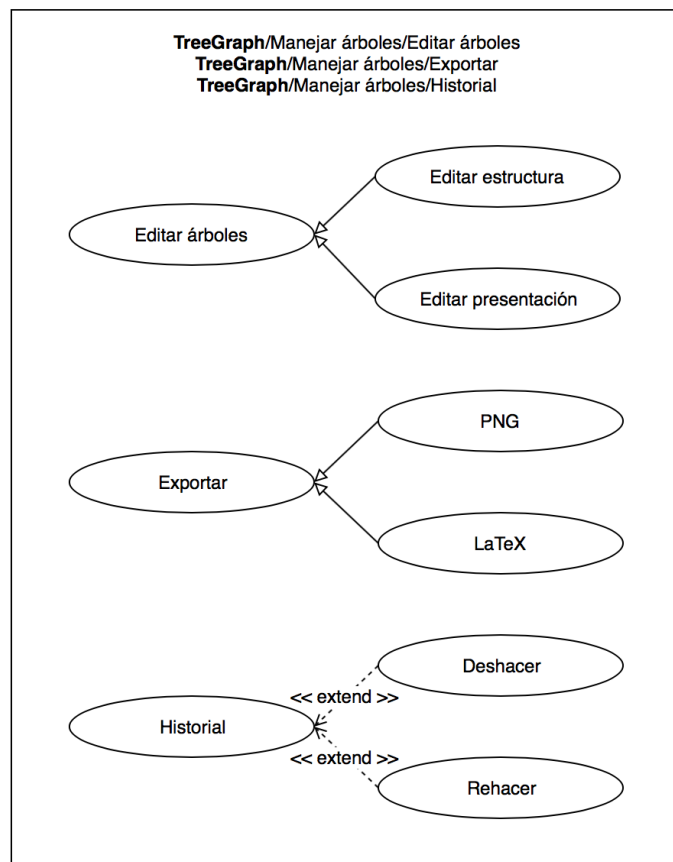 TreeGraph/Manejar árboles/Editar árboles
TreeGraph/Manejar árboles/Exportar
TreeGraph/Manejar árboles/Historial
Editar estructura
Editar árboles
Editar presentación
PNG
Exportar
LaTeX
Deshacer
<< extend >>
Historial
<< extend >>
Rehacer